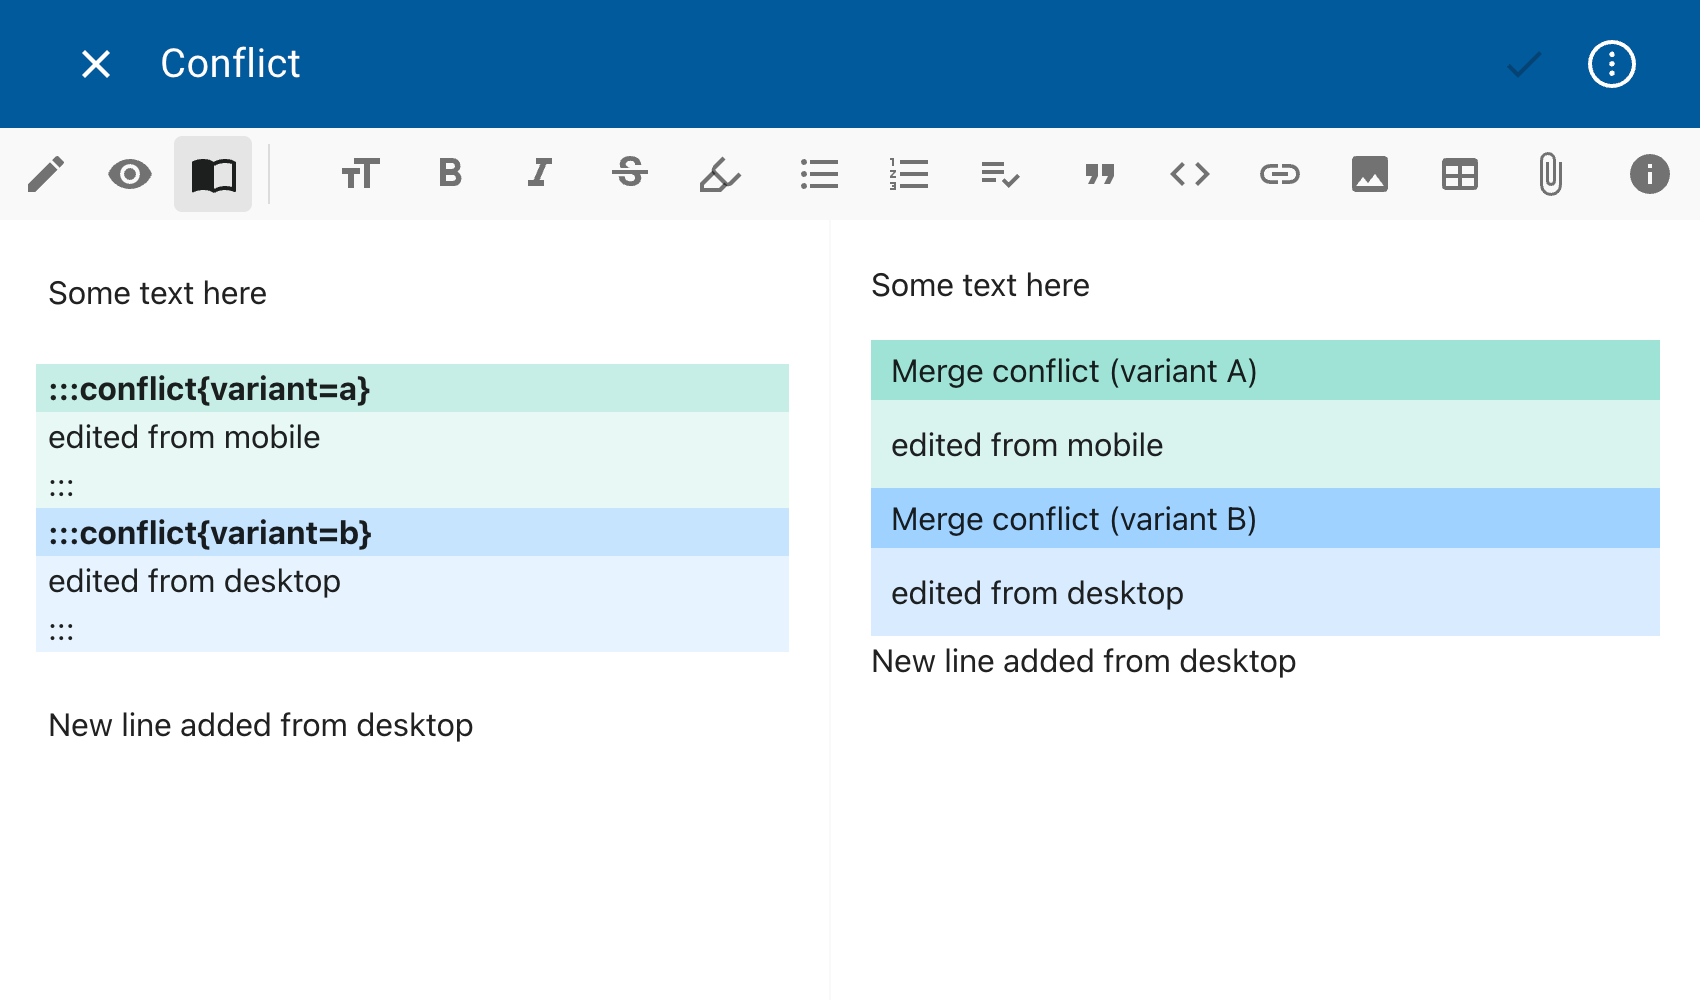 Conflict
Some text here
:::conflict{variant=a}
edited from mobile
:::
:::conflict{variant=b}
edited from desktop
:::
New line added from desktop
Some text here
Merge conflict (variant A)
edited from mobile
Merge conflict (variant B)
edited from desktop
New line added from desktop